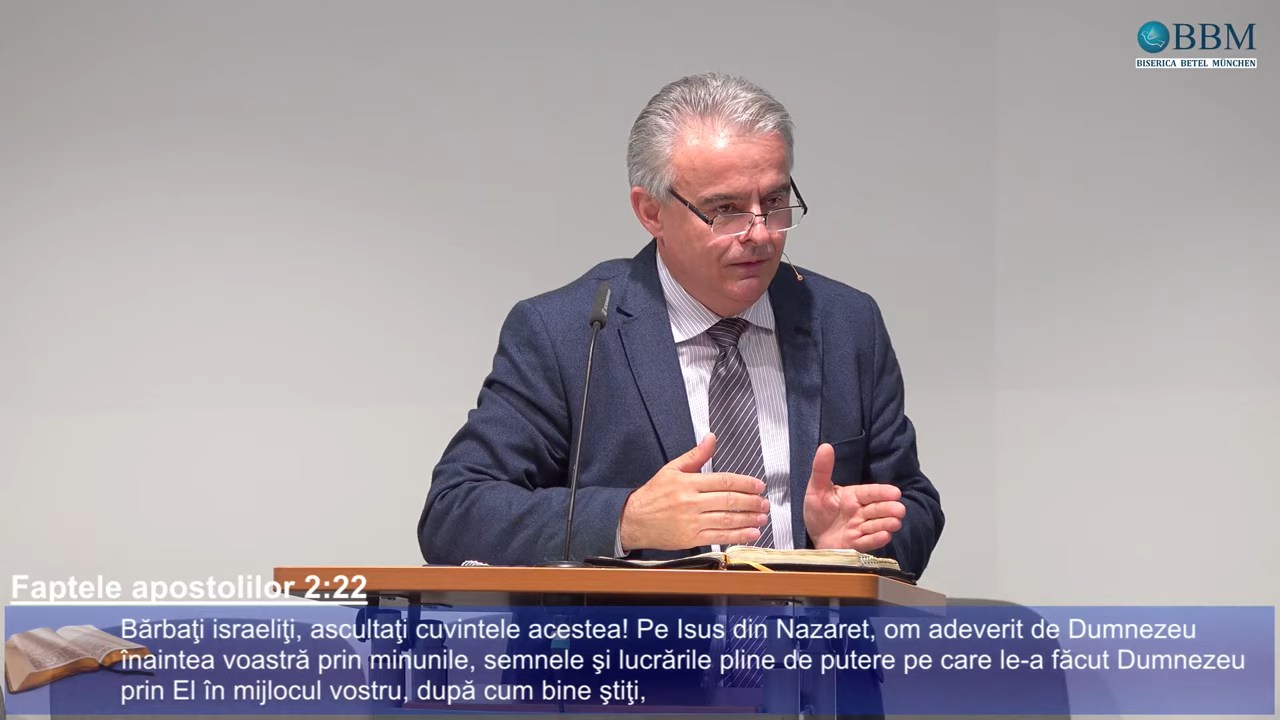 BBM
BISERICA BETEL MÜNCHEN
Faptele apostolilor 2:22
Bărbaţi israeliţi, ascultaţi cuvintele acestea! Pe Isus din Nazaret, om adeverit de Dumnezeu
înaintea voastră prin minunile, semnele şi lucrările pline de putere pe care le-a făcut Dumnezeu
prin El în mijlocul vostru, după cum bine ştiţi,